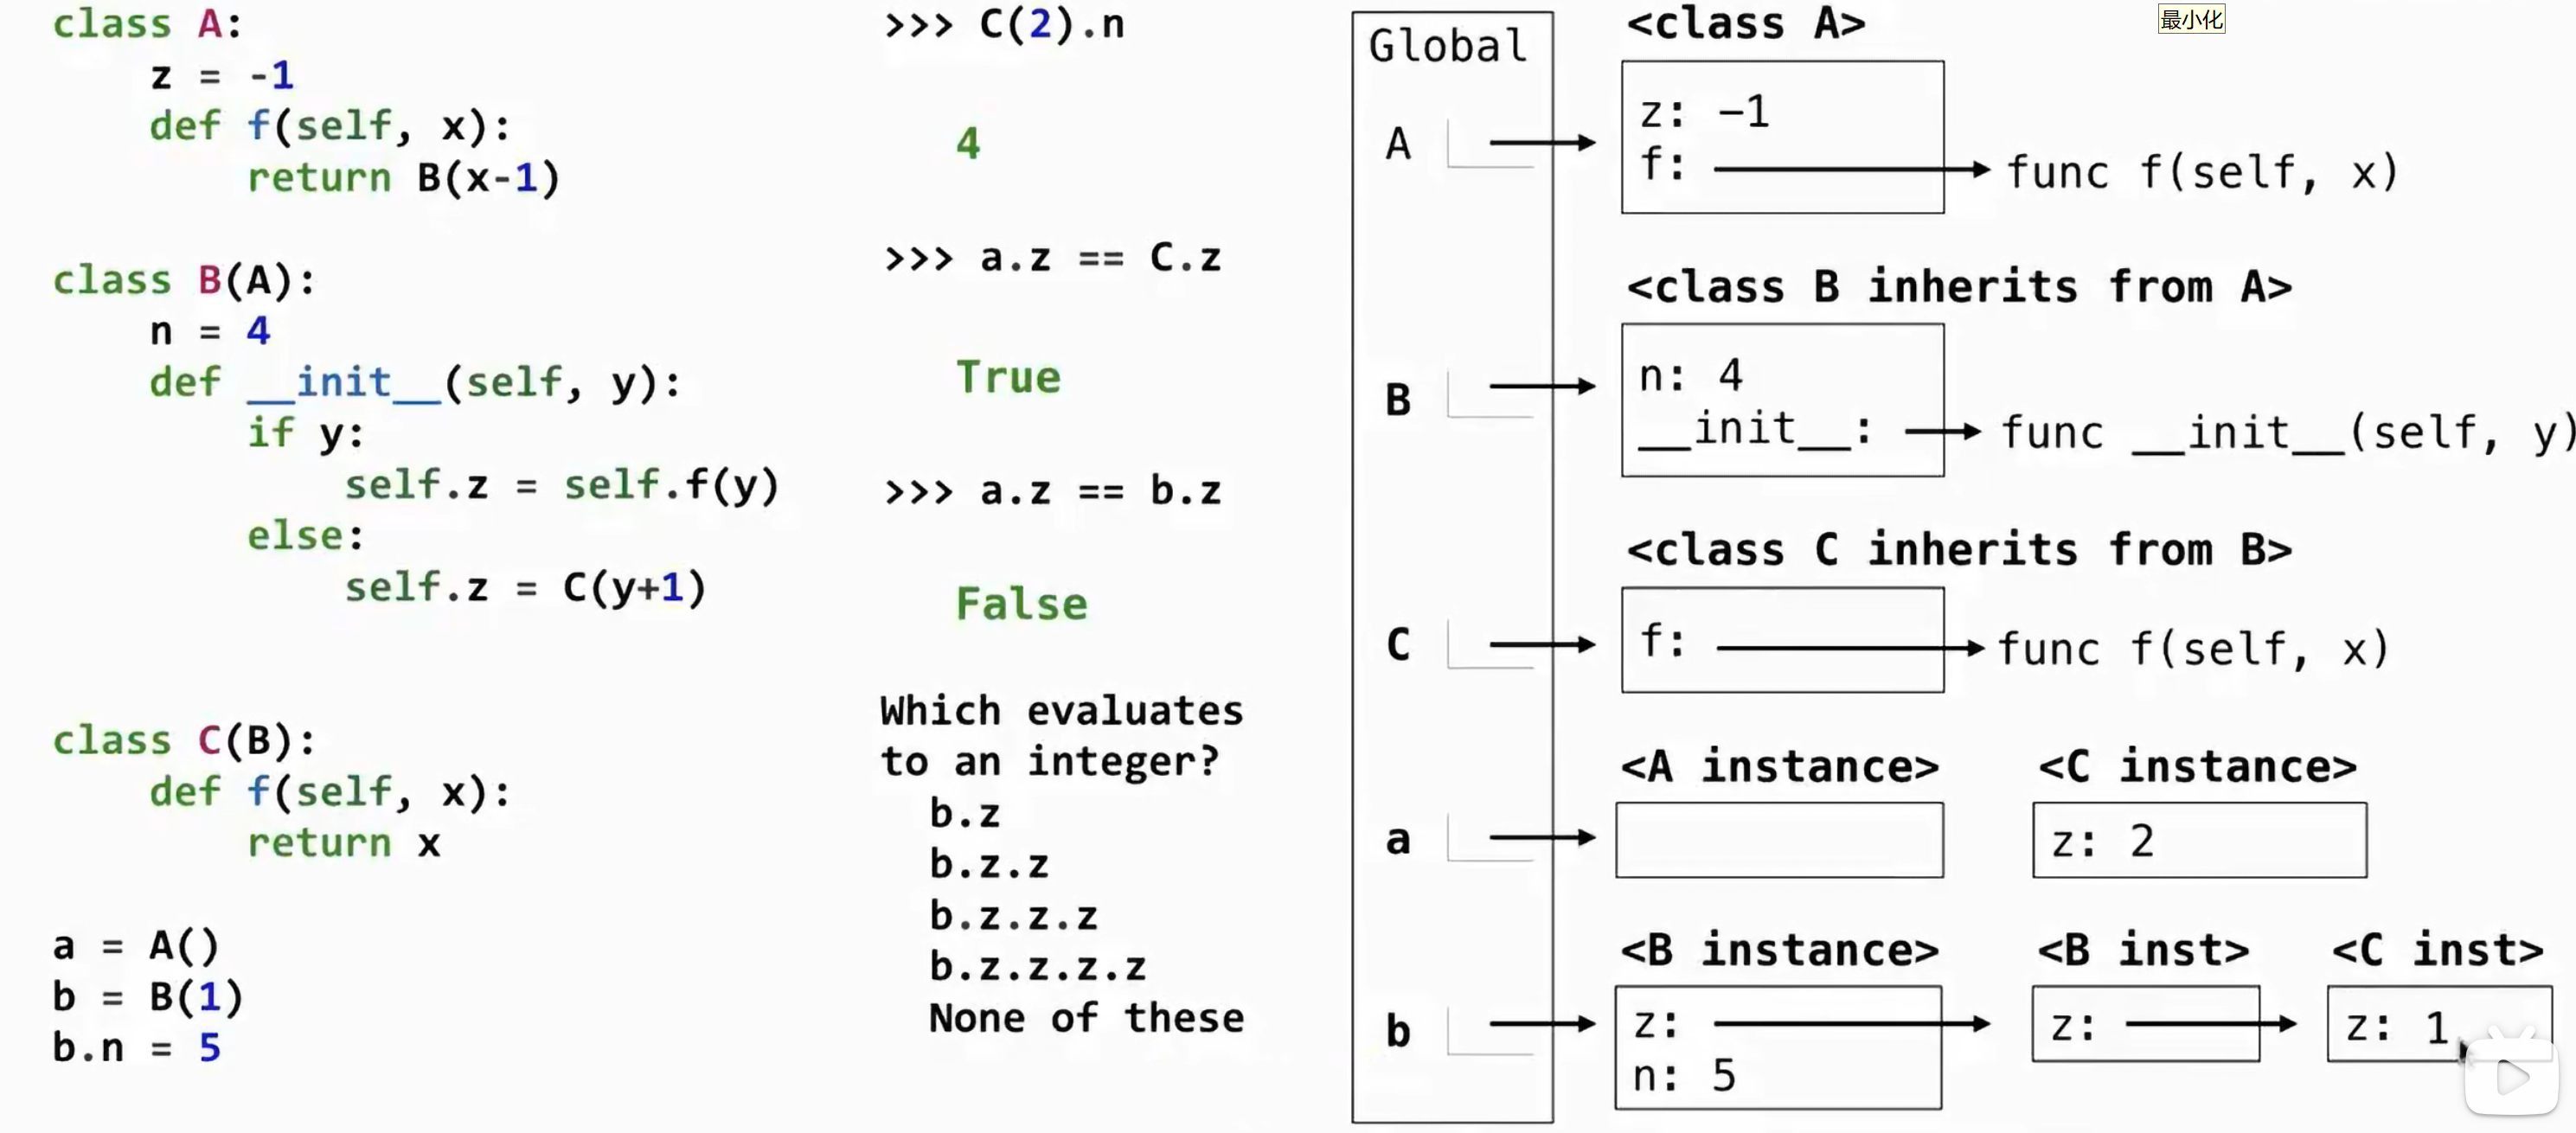 class A:
    z = -1
    def f(self, x):
        return B(x-1)
class B(A):
    n = 4
    def __init__(self, y):
        if y:
            self.z = self.f(y)
        else:
            self.z = C(y+1)
class C(B):
    def f(self, x):
        return x
a = A()
b = B(1)
b.n = 5
>>> C(2).n
4
>>> a.z == C.z
True
>>> a.z == b.z
False
Which evaluates
to an integer?
b.z
b.z.z
b.z.z.z
b.z.z.z.z
None of these
Global
A
B
C
a
b
<class A>
z: −1
f:
func f(self, x)
<class B inherits from A>
n: 4
__init__:
func __init__(self, y)
<class C inherits from B>
f:
func f(self, x)
<A instance>
<C instance>
z: 2
<B instance>
<B inst>
<C inst>
z:
n: 5
z:
z: 1
最小化